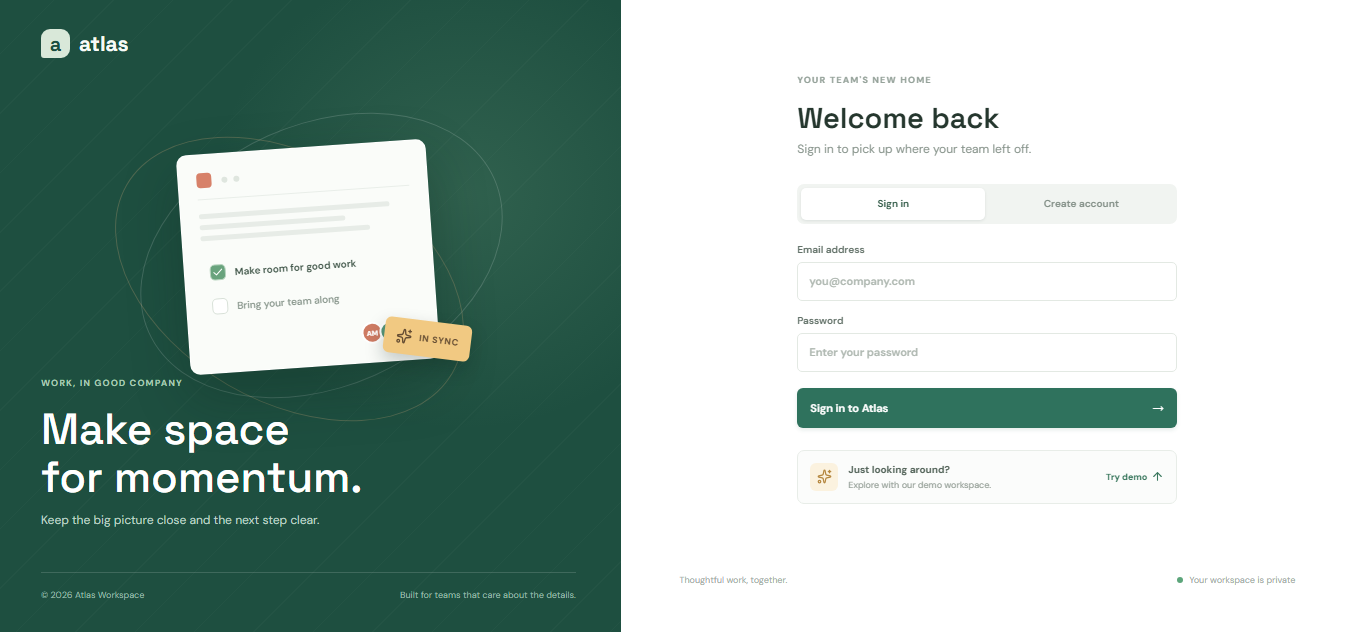 a atlas
Make room for good work
Bring your team along
AM
IN SYNC
WORK, IN GOOD COMPANY
Make space
for momentum.
Keep the big picture close and the next step clear.
© 2026 Atlas Workspace
Built for teams that care about the details.
YOUR TEAM'S NEW HOME
Welcome back
Sign in to pick up where your team left off.
Sign in
Create account
Email address
you@company.com
Password
Enter your password
Sign in to Atlas →
Just looking around?
Explore with our demo workspace.
Try demo ↑
Thoughtful work, together.
Your workspace is private